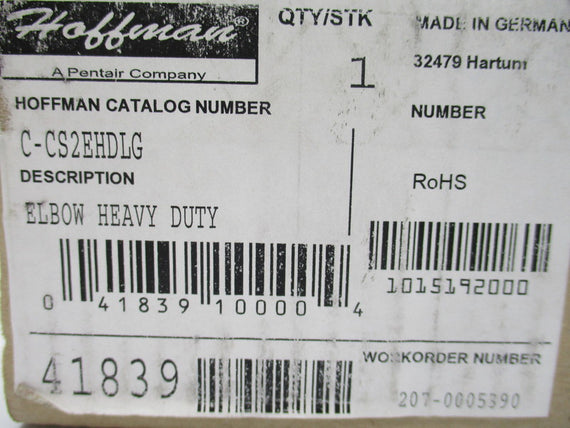 Hoffman®
A Pentair Company
QTY/STK
1
MADE IN GERMAN
32479 Hartum
HOFFMAN CATALOG NUMBER
NUMBER
C-CS2EHDLG
DESCRIPTION
RoHS
ELBOW HEAVY DUTY
0 41839 10000 4
1015192000
41839
WORKORDER NUMBER
207-0005390